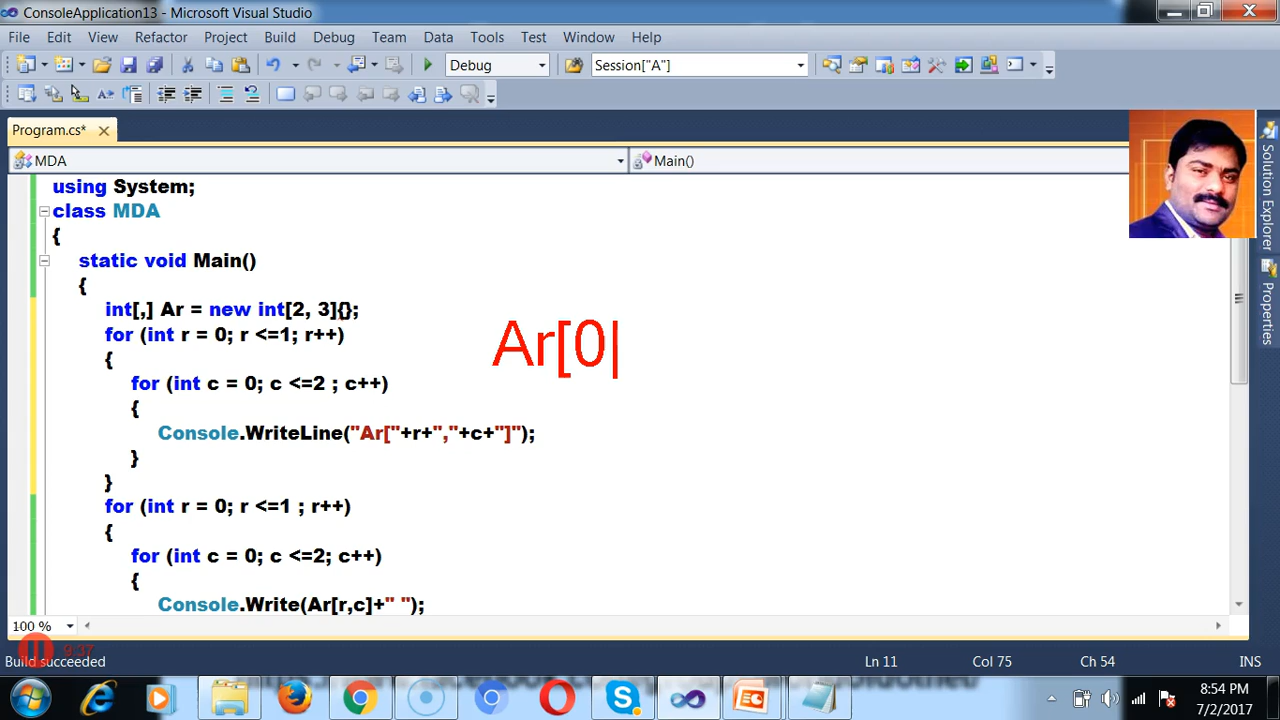 ConsoleApplication13 - Microsoft Visual Studio
File Edit View Refactor Project Build Debug Team Data Tools Test Window Help
Debug Session["A"]
Program.cs*
MDA Main()
using System;
class MDA
{
static void Main()
{
int[,] Ar = new int[2, 3]{};
for (int r = 0; r <=1; r++)
{
for (int c = 0; c <=2 ; c++)
{
Console.WriteLine("Ar["+r+","+c+"]");
}
}
for (int r = 0; r <=1 ; r++)
{
for (int c = 0; c <=2; c++)
{
Console.Write(Ar[r,c]+" ");
Ar[0|
Solution Explorer
Properties
100 %
9:37
Build succeeded
Ln 11 Col 75 Ch 54 INS
8:54 PM
7/2/2017